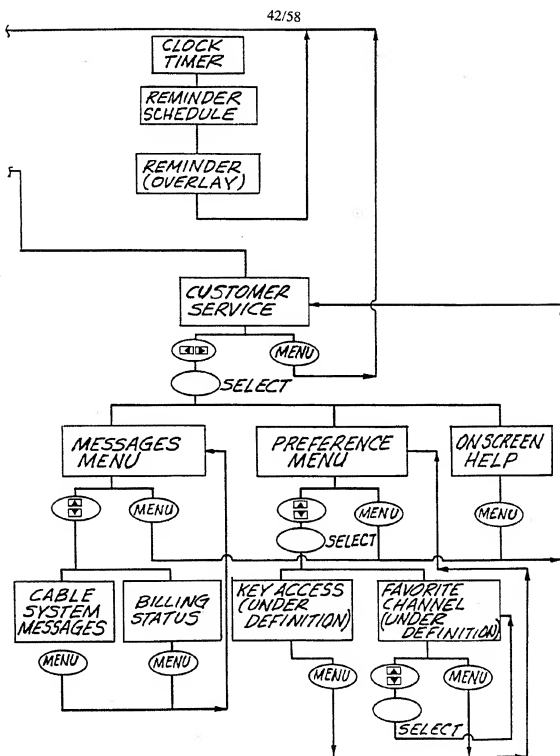 42/58
CLOCK
TIMER
REMINDER
SCHEDULE
REMINDER
(OVERLAY)
CUSTOMER
SERVICE
MENU
SELECT
MESSAGES
MENU
PREFERENCE
MENU
ON SCREEN
HELP
MENU
SELECT
MENU
MENU
CABLE
SYSTEM
MESSAGES
BILLING
STATUS
KEY ACCESS
(UNDER
DEFINITION)
FAVORITE
CHANNEL
(UNDER
DEFINITION)
MENU
MENU
MENU
MENU
SELECT